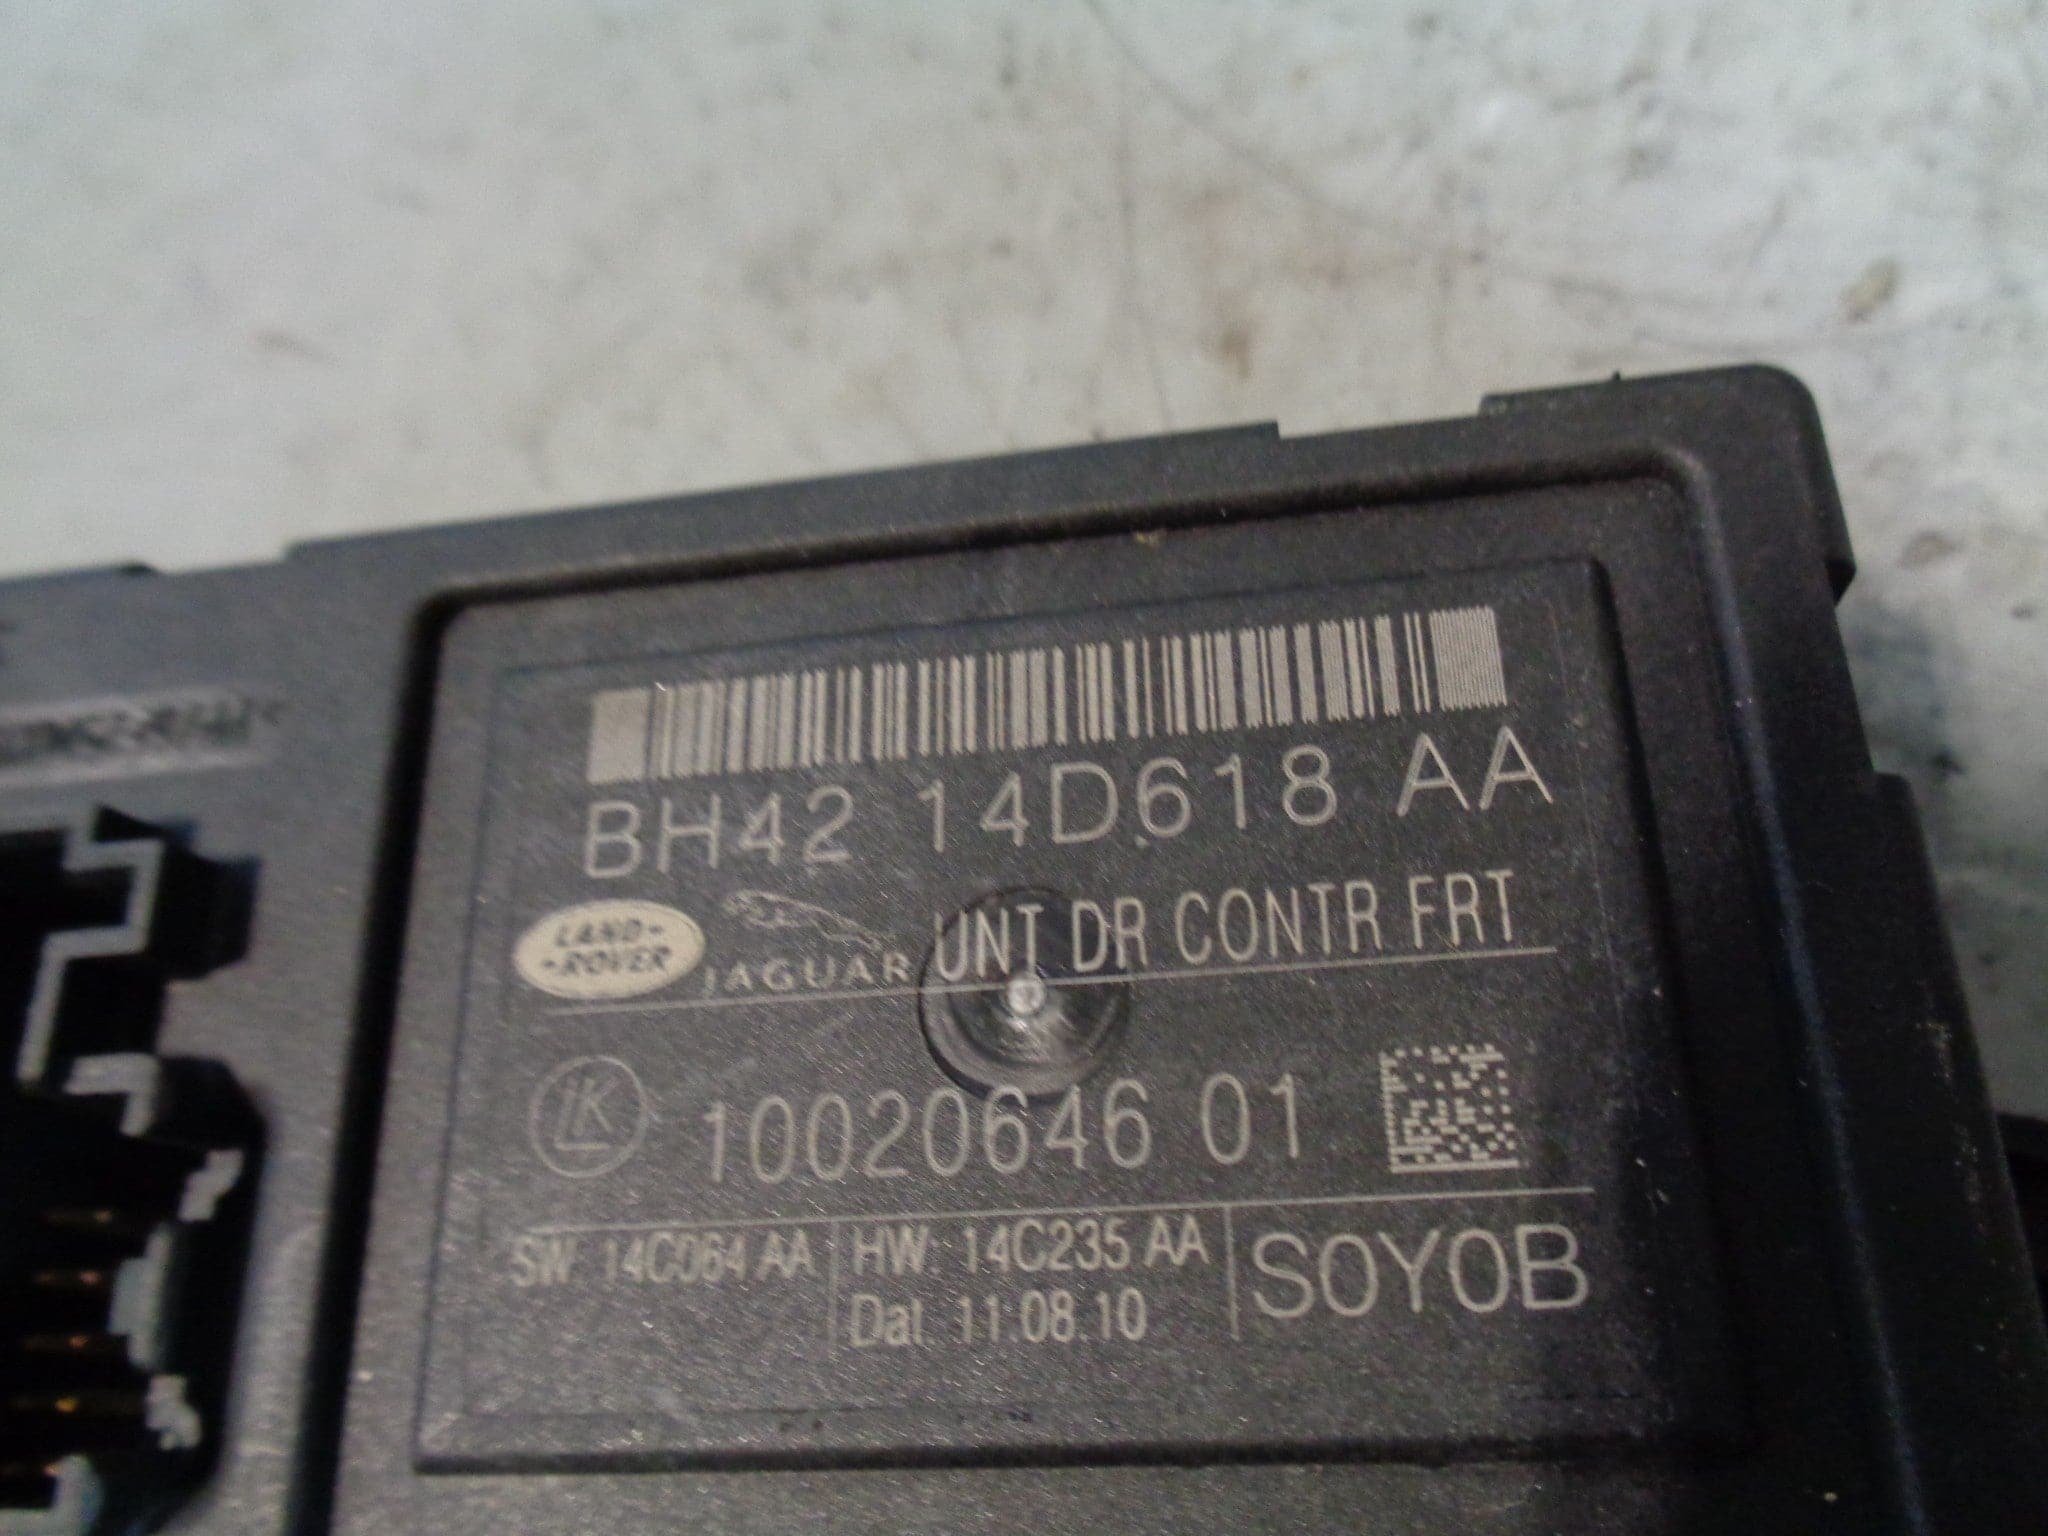 BH42 14D618 AA
LAND-
-ROVER
JAGUAR
UNT DR CONTR FRT
LK
10020646 01
SW. 14C064 AA
HW. 14C235 AA
Dat. 11.08.10
S0Y0B